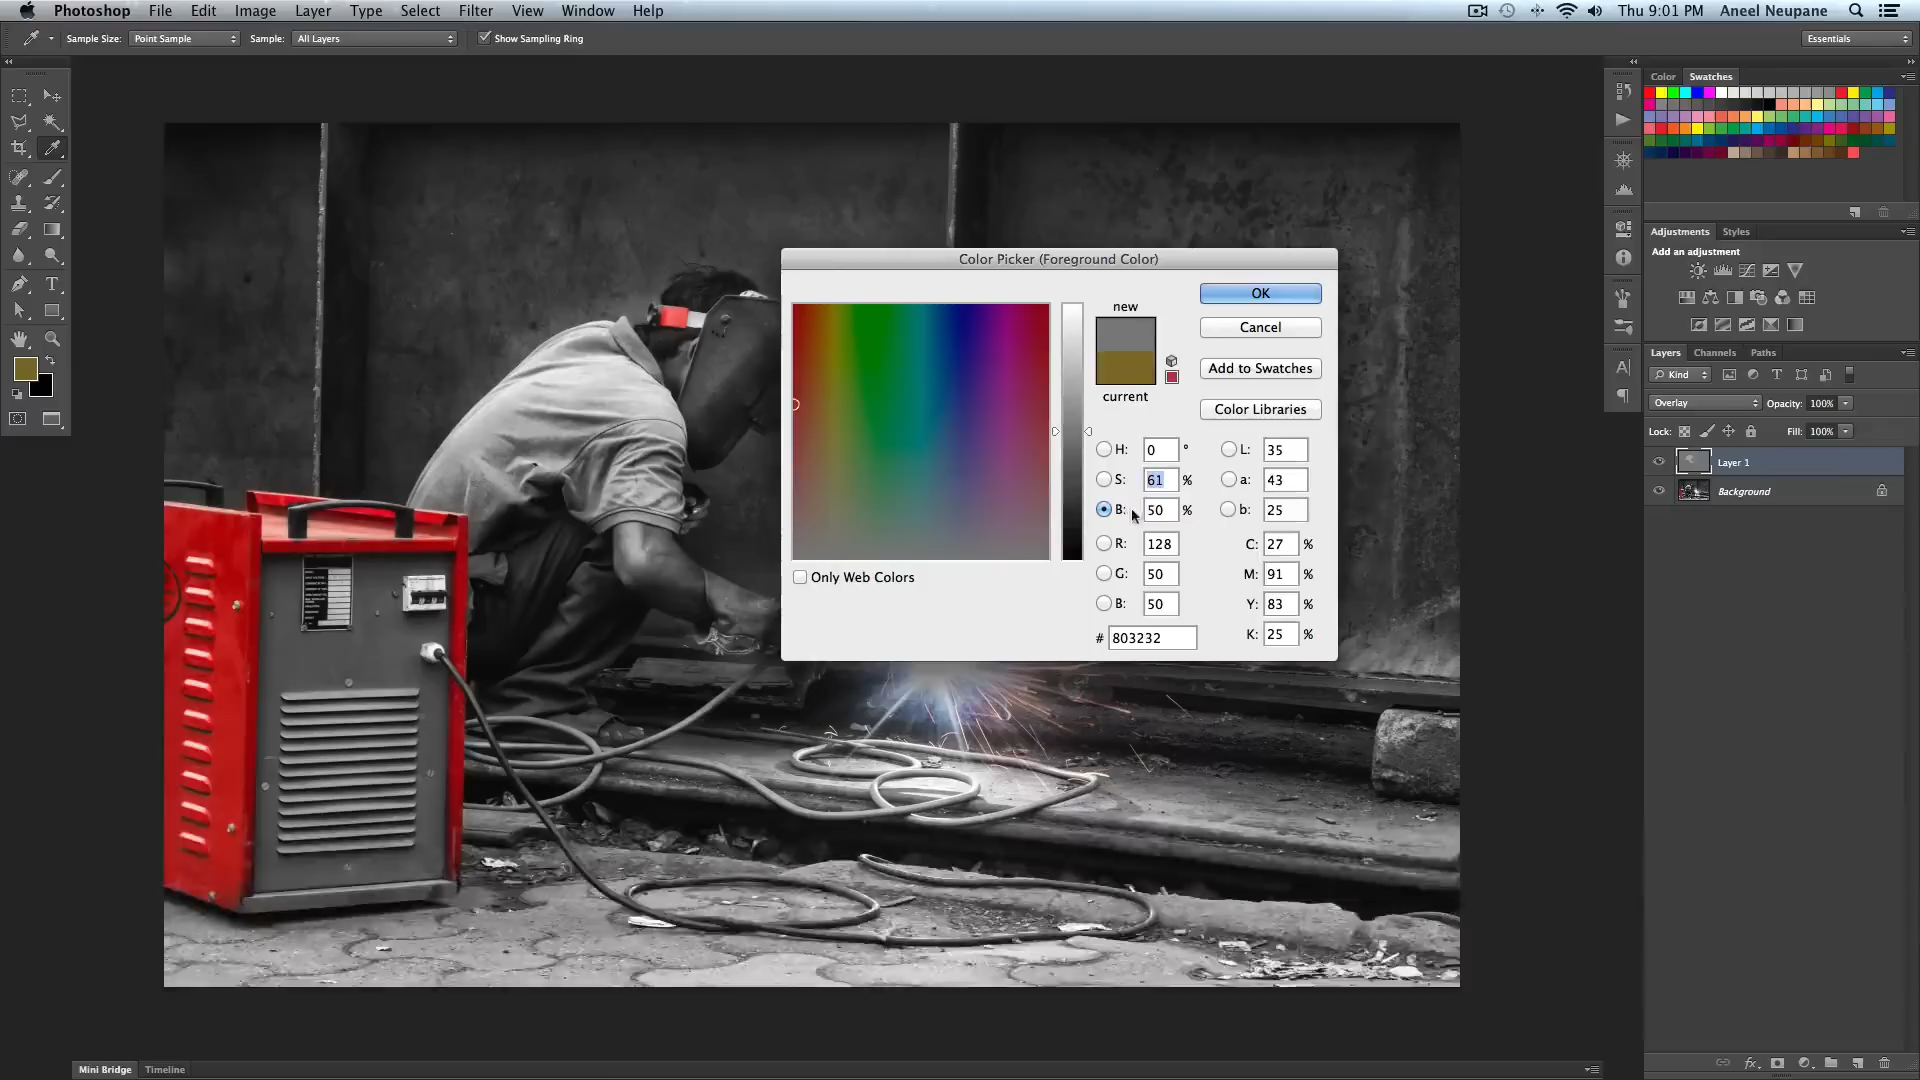 Photoshop File Edit Image Layer Type Select Filter View Window Help Thu 9:01 PM Aneel Neupane
Sample Size: Point Sample Sample: All Layers Show Sampling Ring Essentials
Color Swatches
Adjustments Styles
Add an adjustment
Color Picker (Foreground Color)
new
current
OK
Cancel
Add to Swatches
Color Libraries
H: 0 ° L: 35
S: 61 % a: 43
B: 50 % b: 25
R: 128 C: 27 %
G: 50 M: 91 %
B: 50 Y: 83 %
# 803232 K: 25 %
Only Web Colors
Layers Channels Paths
Kind
Overlay Opacity: 100%
Lock: Fill: 100%
Layer 1
Background
Mini Bridge Timeline